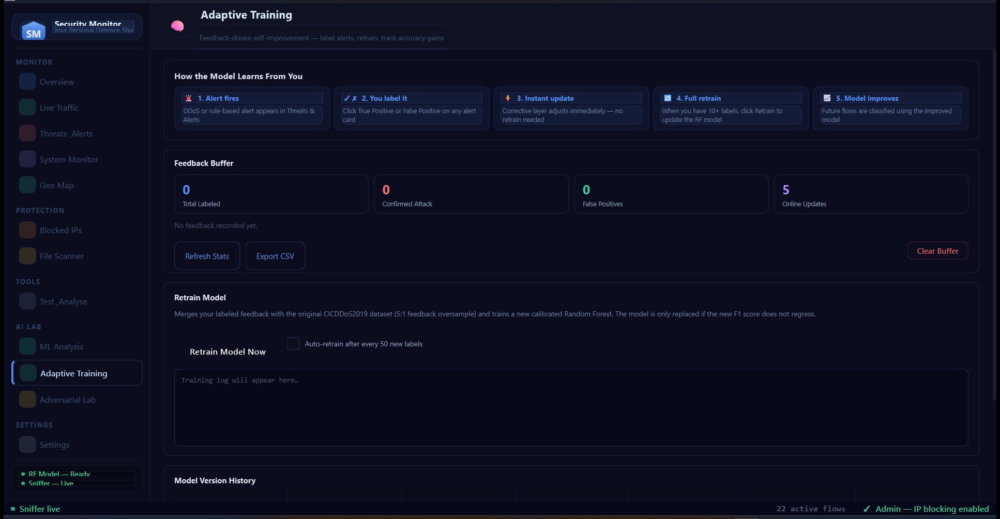 SM
Security Monitor
Your Personal Defence Shie
MONITOR
Overview
Live Traffic
Threats _Alerts
System Monitor
Geo Map
PROTECTION
Blocked IPs
File Scanner
TOOLS
Test _Analyse
AI LAB
ML Analysis
Adaptive Training
Adversarial Lab
SETTINGS
Settings
RF Model — Ready
Sniffer — Live
Adaptive Training
Feedback-driven self-improvement — label alerts, retrain, track accuracy gains
How the Model Learns From You
1. Alert fires
DDoS or rule-based alert appears in Threats &
Alerts
✓ ✗ 2. You label it
Click True Positive or False Positive on any alert
card
3. Instant update
Corrective layer adjusts immediately — no
retrain needed
4. Full retrain
When you have 10+ labels, click Retrain to
update the RF model
5. Model improves
Future flows are classified using the improved
model
Feedback Buffer
0
Total Labeled
0
Confirmed Attack
0
False Positives
5
Online Updates
No feedback recorded yet.
Refresh Stats
Export CSV
Clear Buffer
Retrain Model
Merges your labeled feedback with the original CICDDoS2019 dataset (5:1 feedback oversample) and trains a new calibrated Random Forest. The model is only replaced if the new F1 score does not regress.
Retrain Model Now
Auto-retrain after every 50 new labels
Training log will appear here…
Model Version History
Sniffer live
22 active flows
✓ Admin — IP blocking enabled